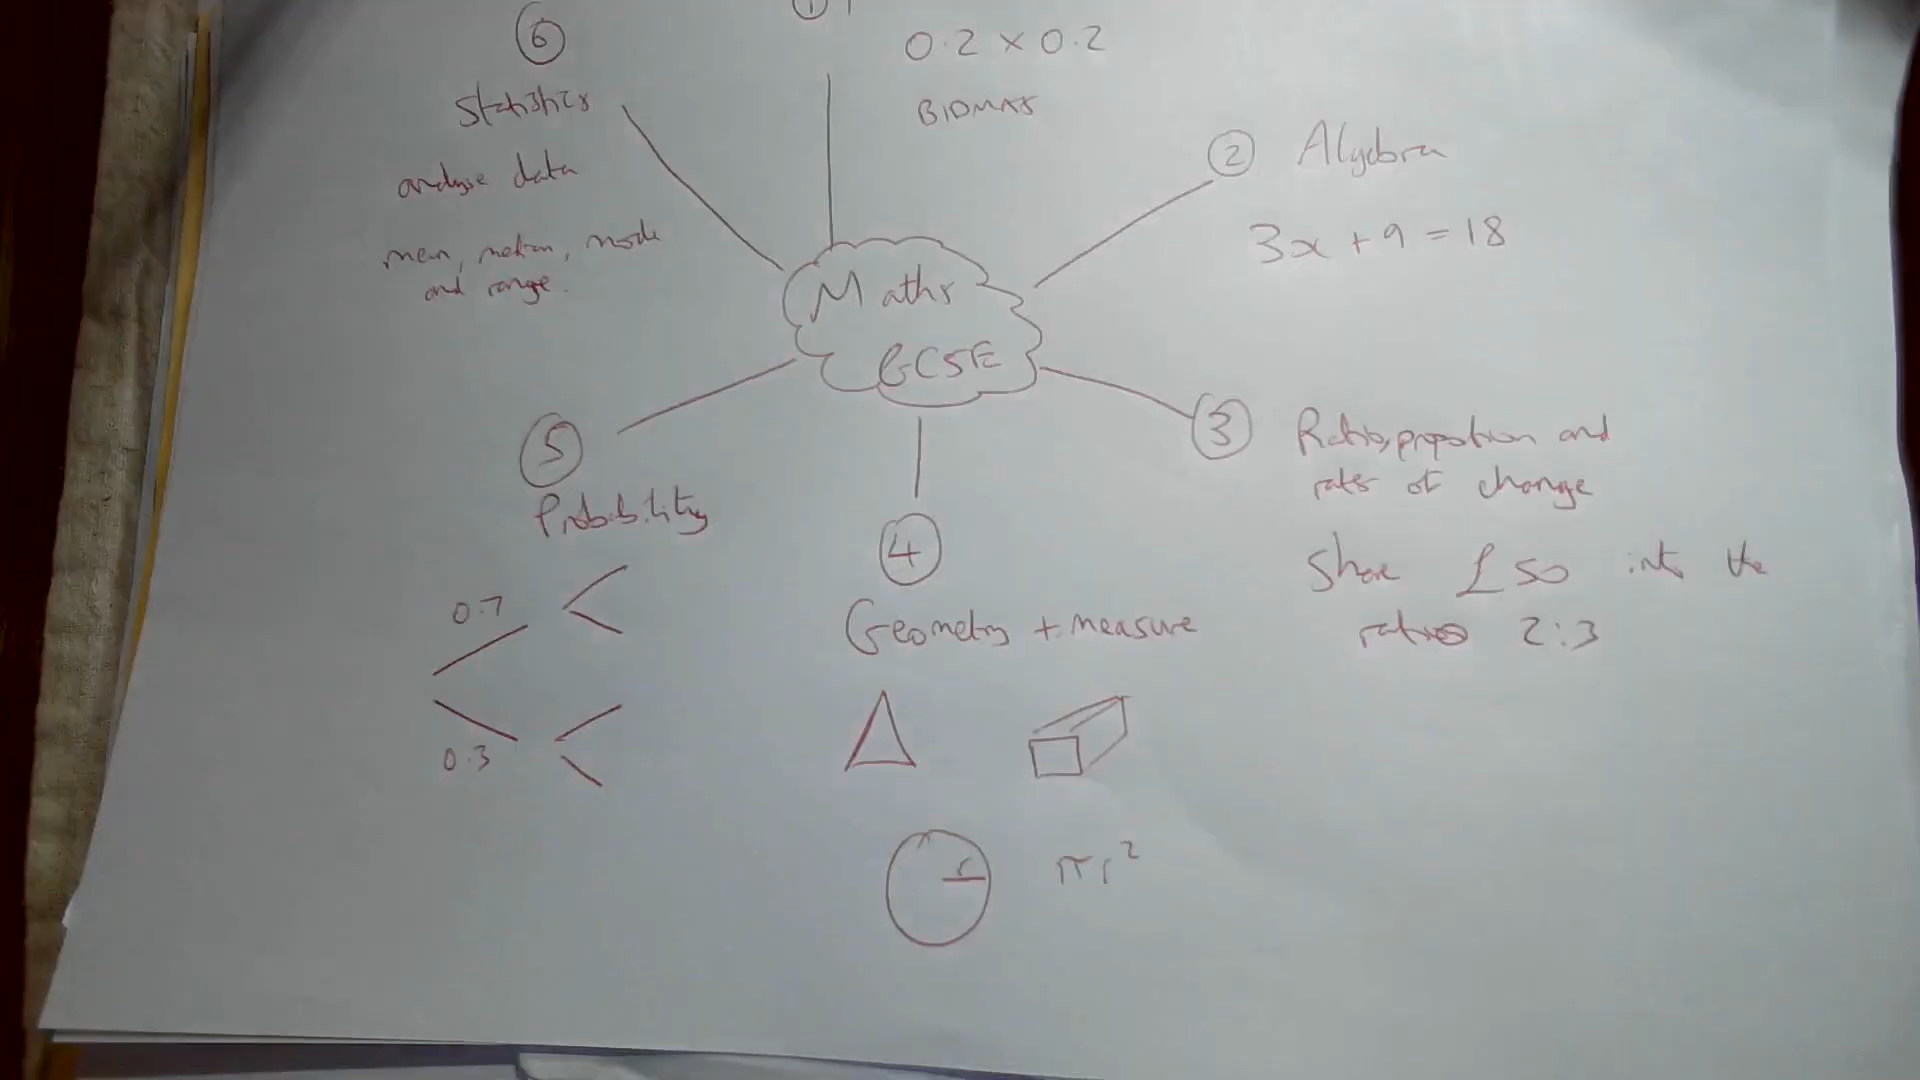 ①
0.2 × 0.2
BIDMAS
② Algebra
3x + 9 = 18
③ Ratio, proportion and
rates of change
Share £50 into the
ratio 2:3
④
Geometry + measure
r
πr²
⑤
Probability
0.7
0.3
⑥
Statistics
analyse data
mean, median, mode
and range.
Maths
GCSE